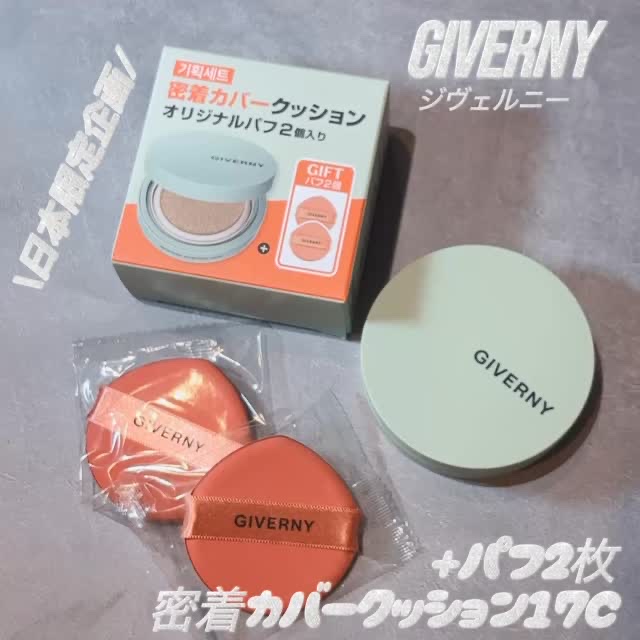 GIVERNY
ジヴェルニー
\日本限定企画/
기획세트
密着カバークッション
オリジナルパフ2個入り
GIVERNY
GIFT
パフ2個
GIVERNY
GIVERNY
GIVERNY
+パフ2枚
密着カバークッション17C